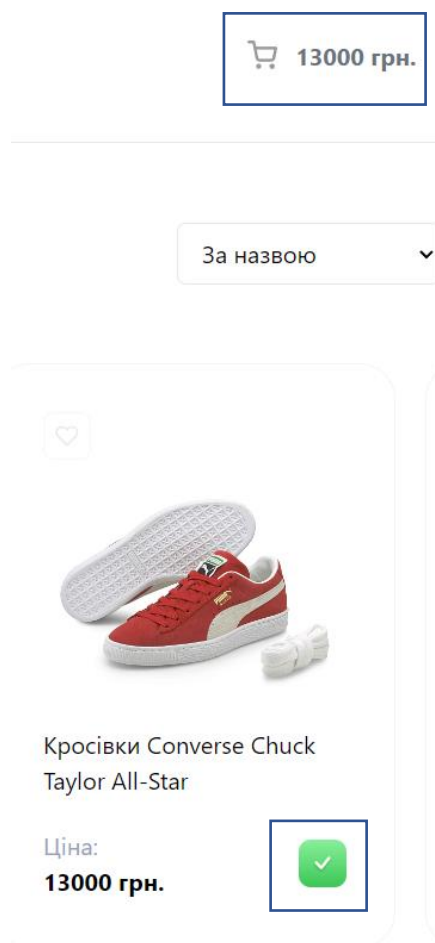 13000 грн.
За назвою
Кросівки Converse Chuck
Taylor All-Star
Ціна:
13000 грн.